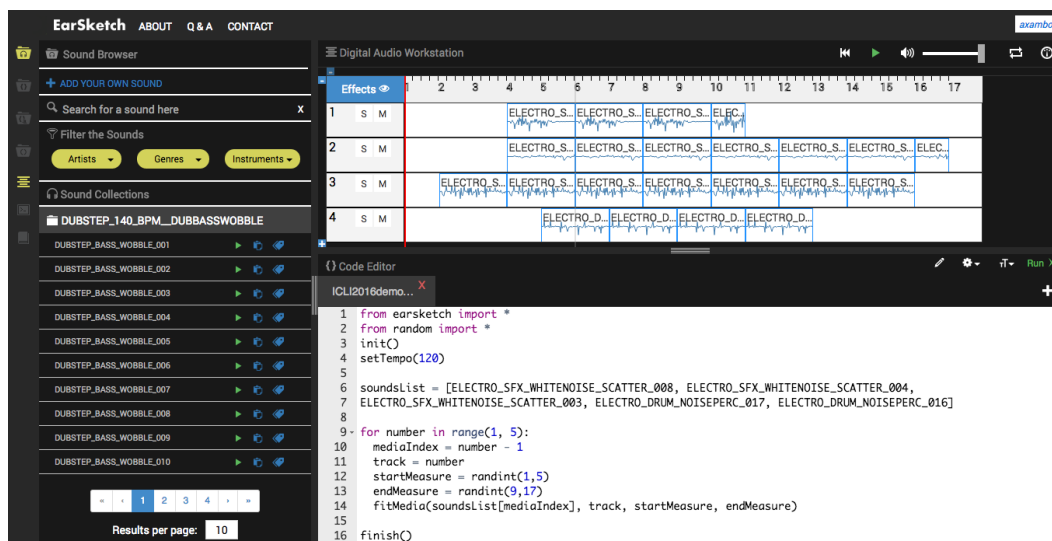 EarSketch ABOUT Q & A CONTACT
axambo
Sound Browser
+ ADD YOUR OWN SOUND
Search for a sound here X
Filter the Sounds
Artists Genres Instruments
Sound Collections
DUBSTEP_140_BPM__DUBBASSWOBBLE
DUBSTEP_BASS_WOBBLE_001
DUBSTEP_BASS_WOBBLE_002
DUBSTEP_BASS_WOBBLE_003
DUBSTEP_BASS_WOBBLE_004
DUBSTEP_BASS_WOBBLE_005
DUBSTEP_BASS_WOBBLE_006
DUBSTEP_BASS_WOBBLE_007
DUBSTEP_BASS_WOBBLE_008
DUBSTEP_BASS_WOBBLE_009
DUBSTEP_BASS_WOBBLE_010
« ‹ 1 2 3 4 › »
Results per page: 10
Digital Audio Workstation
Effects 1 2 3 4 5 6 7 8 9 10 11 12 13 14 15 16 17
1 S M ELECTRO_S... ELECTRO_S... ELECTRO_S... ELEC...
2 S M ELECTRO_S... ELECTRO_S... ELECTRO_S... ELECTRO_S... ELECTRO_S... ELECTRO_S... ELEC...
3 S M ELECTRO_S... ELECTRO_S... ELECTRO_S... ELECTRO_S... ELECTRO_S... ELECTRO_S... ELECTRO_S...
4 S M ELECTRO_D... ELECTRO_D... ELECTRO_D... ELECTRO_D...
{} Code Editor
Run
ICLI2016demo... X
1 from earsketch import *
2 from random import *
3 init()
4 setTempo(120)
5
6 soundsList = [ELECTRO_SFX_WHITENOISE_SCATTER_008, ELECTRO_SFX_WHITENOISE_SCATTER_004,
7 ELECTRO_SFX_WHITENOISE_SCATTER_003, ELECTRO_DRUM_NOISEPERC_017, ELECTRO_DRUM_NOISEPERC_016]
8
9 for number in range(1, 5):
10 mediaIndex = number - 1
11 track = number
12 startMeasure = randint(1,5)
13 endMeasure = randint(9,17)
14 fitMedia(soundsList[mediaIndex], track, startMeasure, endMeasure)
15
16 finish()